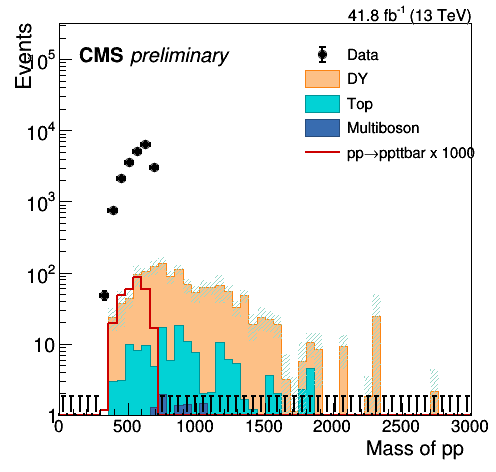 41.8 fb⁻¹ (13 TeV)
Events
CMS preliminary
Data
DY
Top
Multiboson
pp→ppttbar x 1000
10⁵
10⁴
10³
10²
10
1
0 500 1000 1500 2000 2500 3000
Mass of pp